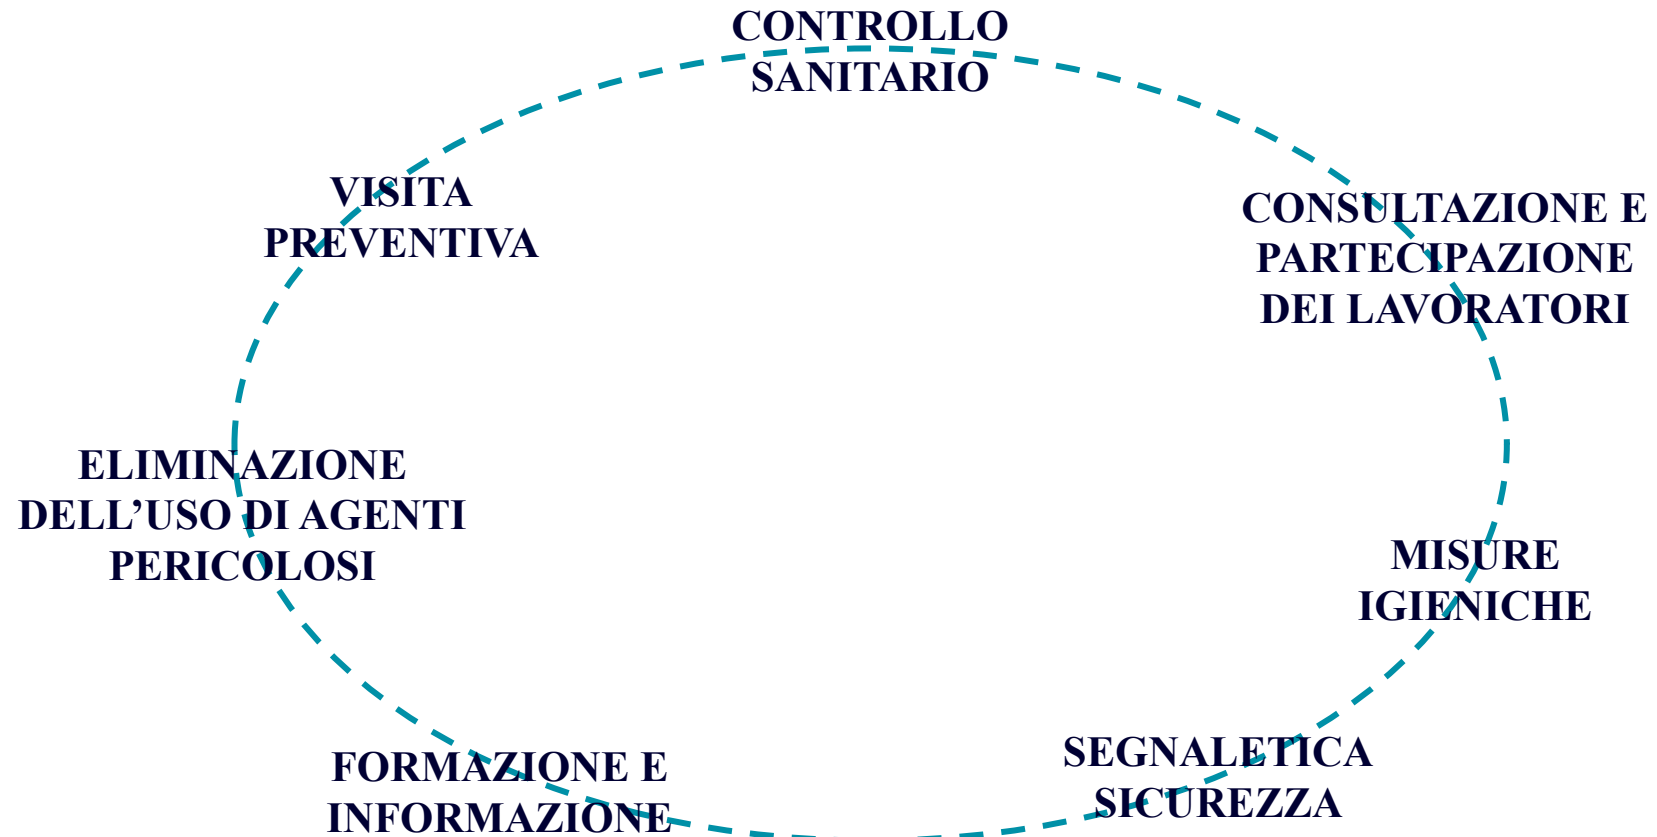 CONTROLLO
SANITARIO
VISITA
PREVENTIVA
CONSULTAZIONE E
PARTECIPAZIONE
DEI LAVORATORI
ELIMINAZIONE
DELL’USO DI AGENTI
PERICOLOSI
MISURE
IGIENICHE
SEGNALETICA
SICUREZZA
FORMAZIONE E
INFORMAZIONE